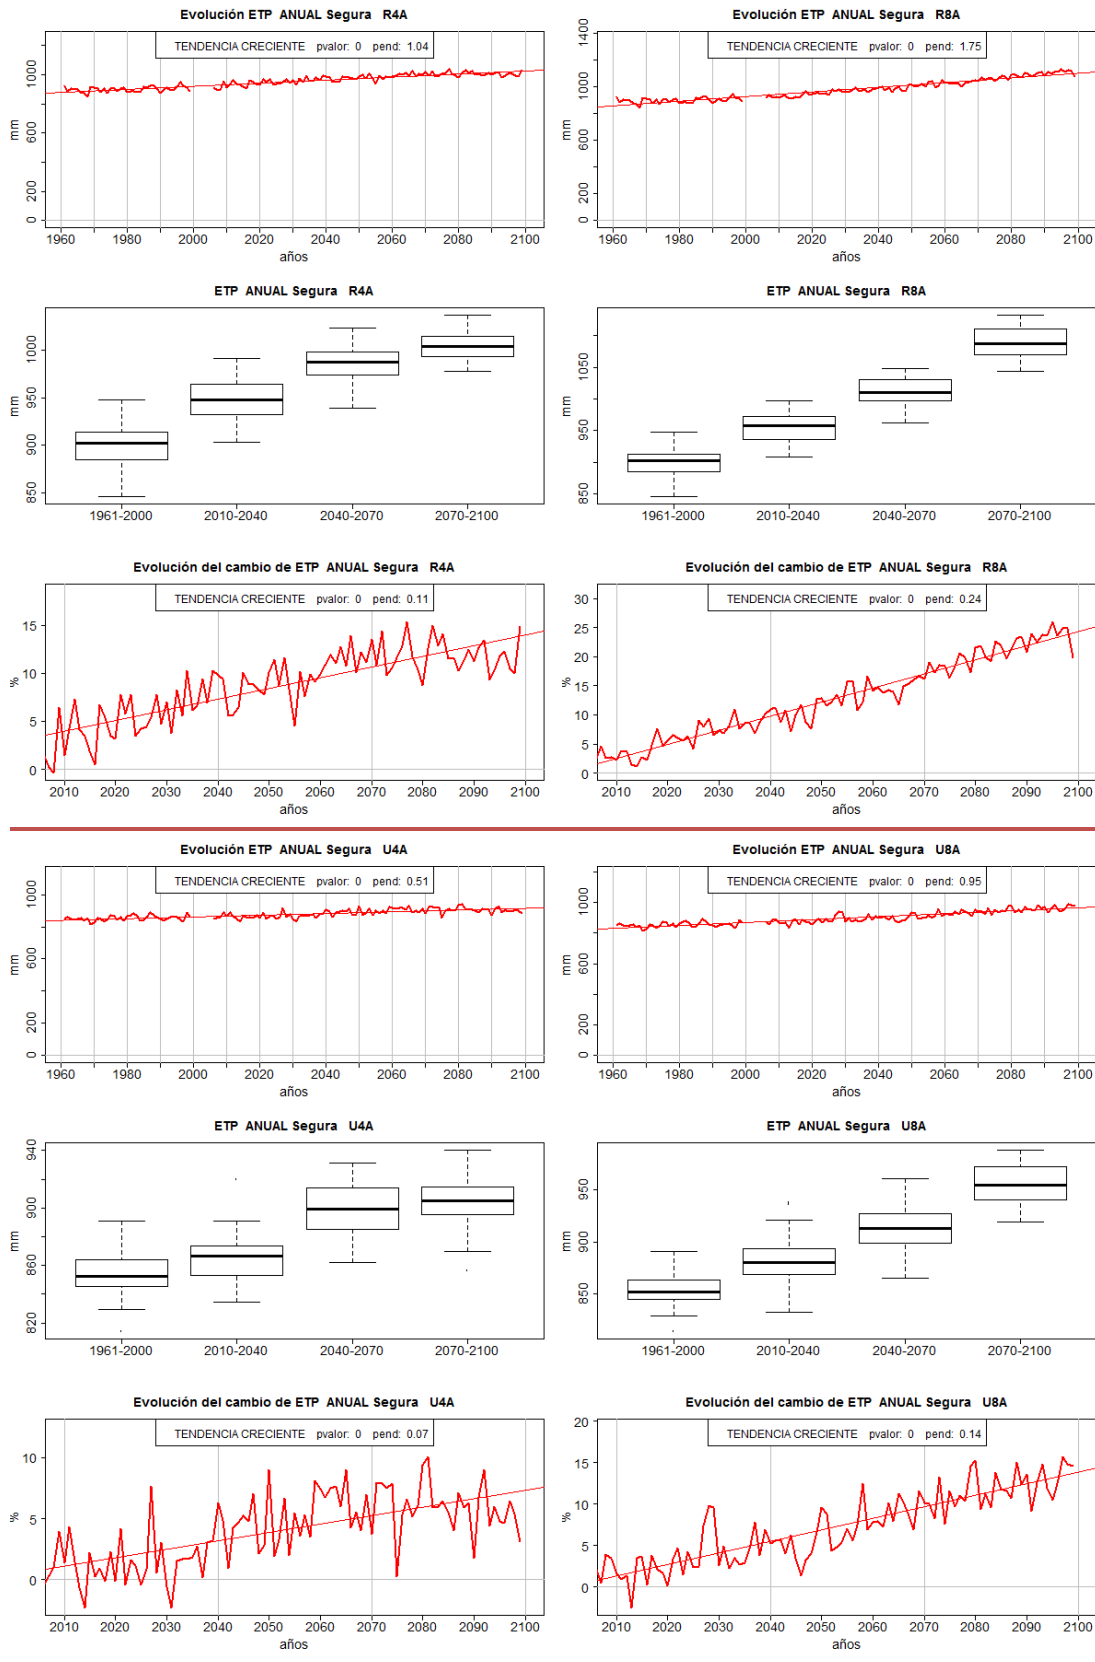 Evolución ETP ANUAL Segura R4A
TENDENCIA CRECIENTE pvalor: 0 pend: 1.04
mm
0 200 600 1000
1960 1980 2000 2020 2040 2060 2080 2100
años
Evolución ETP ANUAL Segura R8A
TENDENCIA CRECIENTE pvalor: 0 pend: 1.75
mm
0 200 600 1000 1400
1960 1980 2000 2020 2040 2060 2080 2100
años
ETP ANUAL Segura R4A
mm
850 900 950 1000
1961-2000 2010-2040 2040-2070 2070-2100
ETP ANUAL Segura R8A
mm
850 950 1050
1961-2000 2010-2040 2040-2070 2070-2100
Evolución del cambio de ETP ANUAL Segura R4A
TENDENCIA CRECIENTE pvalor: 0 pend: 0.11
%
15
10
5
0
2010 2020 2030 2040 2050 2060 2070 2080 2090 2100
años
Evolución del cambio de ETP ANUAL Segura R8A
TENDENCIA CRECIENTE pvalor: 0 pend: 0.24
%
30
25
20
15
10
5
0
2010 2020 2030 2040 2050 2060 2070 2080 2090 2100
años
Evolución ETP ANUAL Segura U4A
TENDENCIA CRECIENTE pvalor: 0 pend: 0.51
mm
0 200 600 1000
1960 1980 2000 2020 2040 2060 2080 2100
años
Evolución ETP ANUAL Segura U8A
TENDENCIA CRECIENTE pvalor: 0 pend: 0.95
mm
0 200 600 1000
1960 1980 2000 2020 2040 2060 2080 2100
años
ETP ANUAL Segura U4A
mm
820 860 900 940
1961-2000 2010-2040 2040-2070 2070-2100
ETP ANUAL Segura U8A
mm
850 900 950
1961-2000 2010-2040 2040-2070 2070-2100
Evolución del cambio de ETP ANUAL Segura U4A
TENDENCIA CRECIENTE pvalor: 0 pend: 0.07
%
10
5
0
2010 2020 2030 2040 2050 2060 2070 2080 2090 2100
años
Evolución del cambio de ETP ANUAL Segura U8A
TENDENCIA CRECIENTE pvalor: 0 pend: 0.14
%
20
15
10
5
0
2010 2020 2030 2040 2050 2060 2070 2080 2090 2100
años